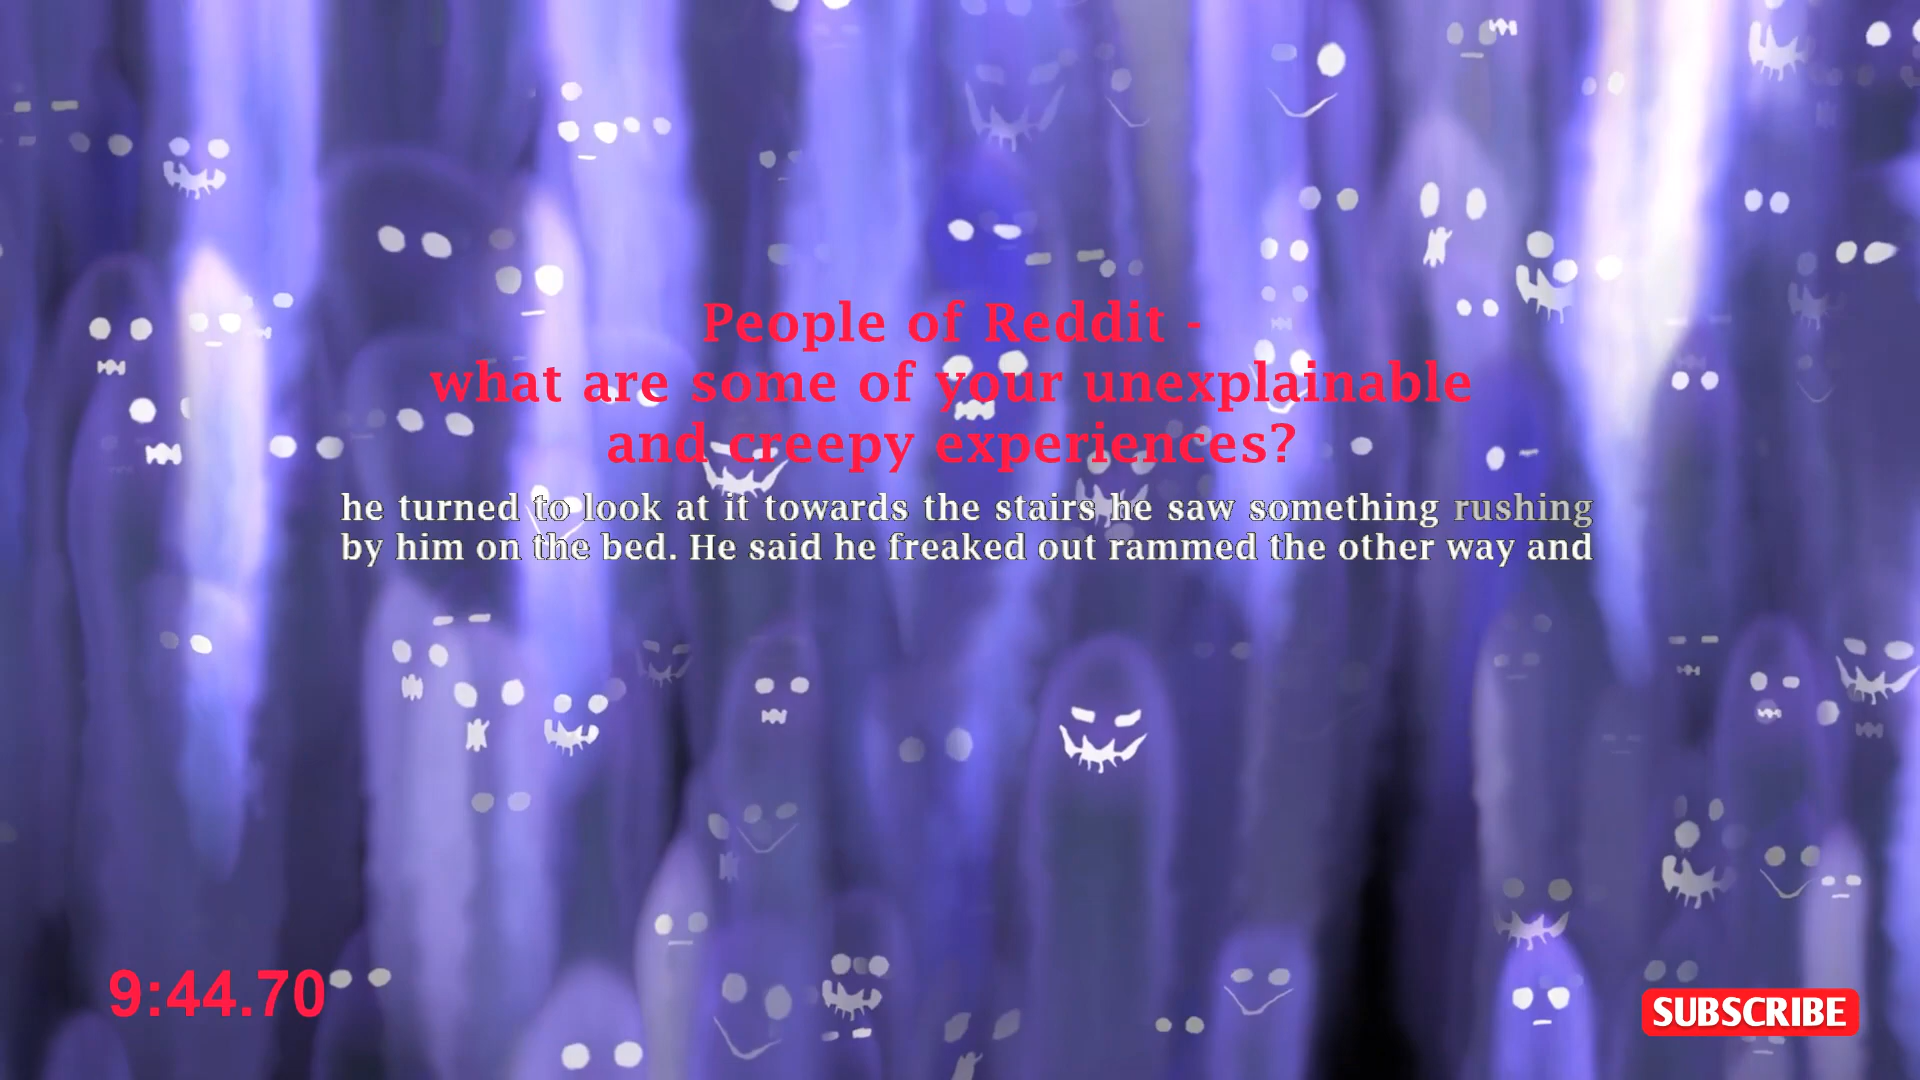 People of Reddit -
what are some of your unexplainable
and creepy experiences?
he turned to look at it towards the stairs he saw something rushing
by him on the bed. He said he freaked out rammed the other way and
9:44.70
SUBSCRIBE